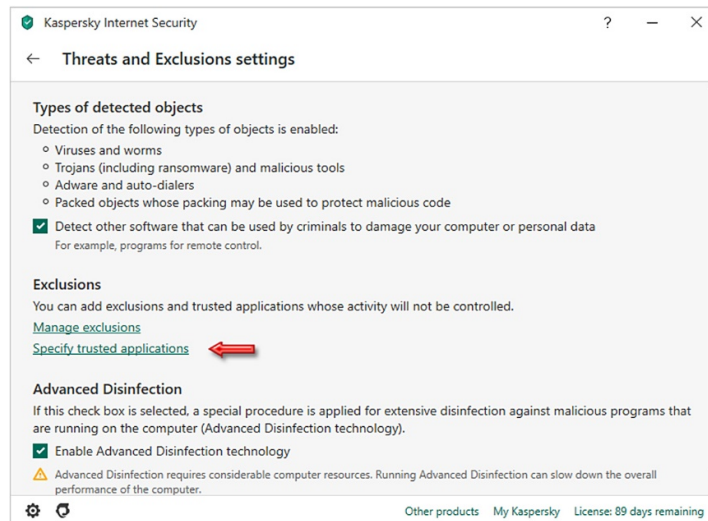 Kaspersky Internet Security
Threats and Exclusions settings
Types of detected objects
Detection of the following types of objects is enabled:
Viruses and worms
Trojans (including ransomware) and malicious tools
Adware and auto-dialers
Packed objects whose packing may be used to protect malicious code
Detect other software that can be used by criminals to damage your computer or personal data
For example, programs for remote control.
Exclusions
You can add exclusions and trusted applications whose activity will not be controlled.
Manage exclusions
Specify trusted applications
Advanced Disinfection
If this check box is selected, a special procedure is applied for extensive disinfection against malicious programs that
are running on the computer (Advanced Disinfection technology).
Enable Advanced Disinfection technology
Advanced Disinfection requires considerable computer resources. Running Advanced Disinfection can slow down the overall
performance of the computer.
Other products My Kaspersky License: 89 days remaining